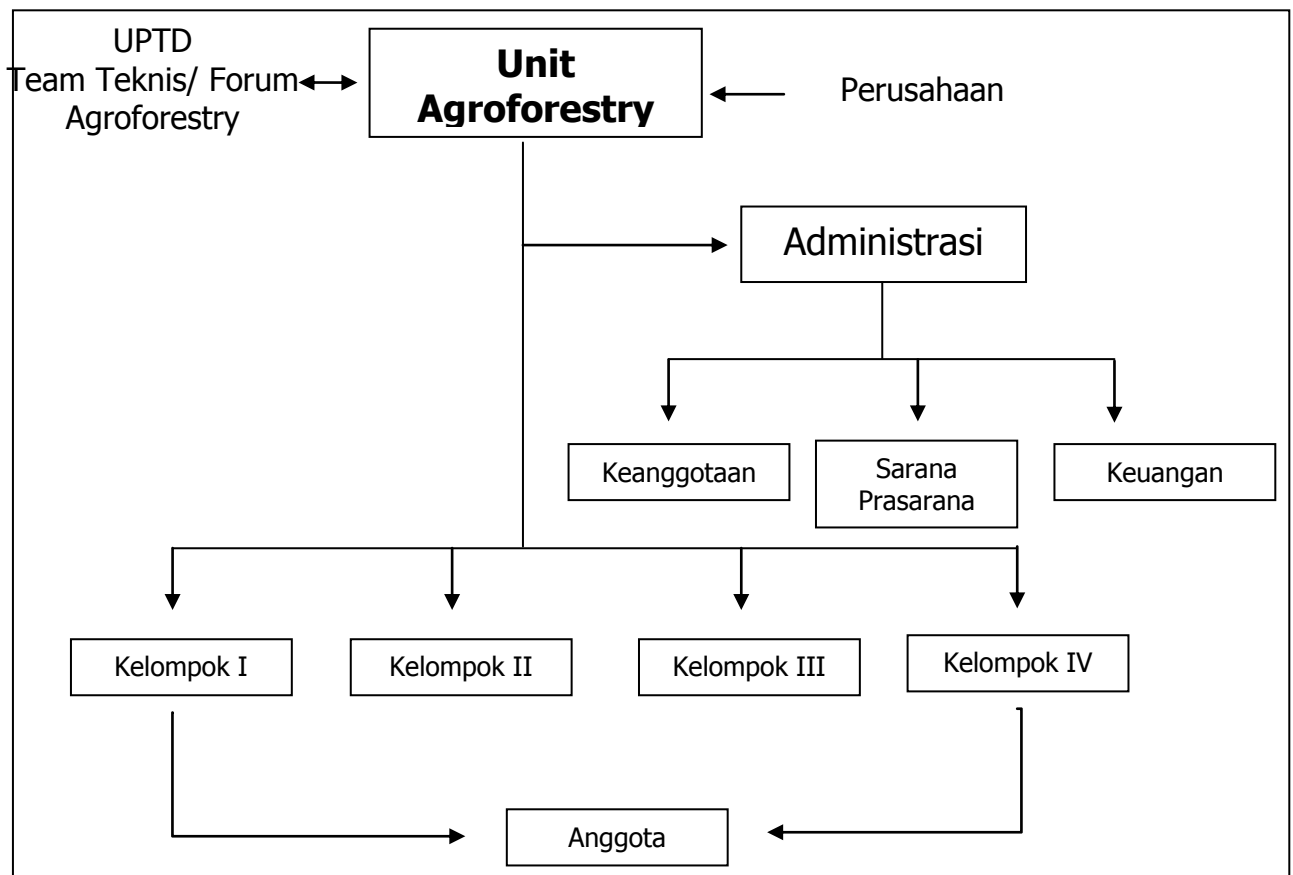 UPTD
Team Teknis/ Forum
Agroforestry
Unit
Agroforestry
Perusahaan
Administrasi
Keanggotaan
Sarana
Prasarana
Keuangan
Kelompok I
Kelompok II
Kelompok III
Kelompok IV
Anggota